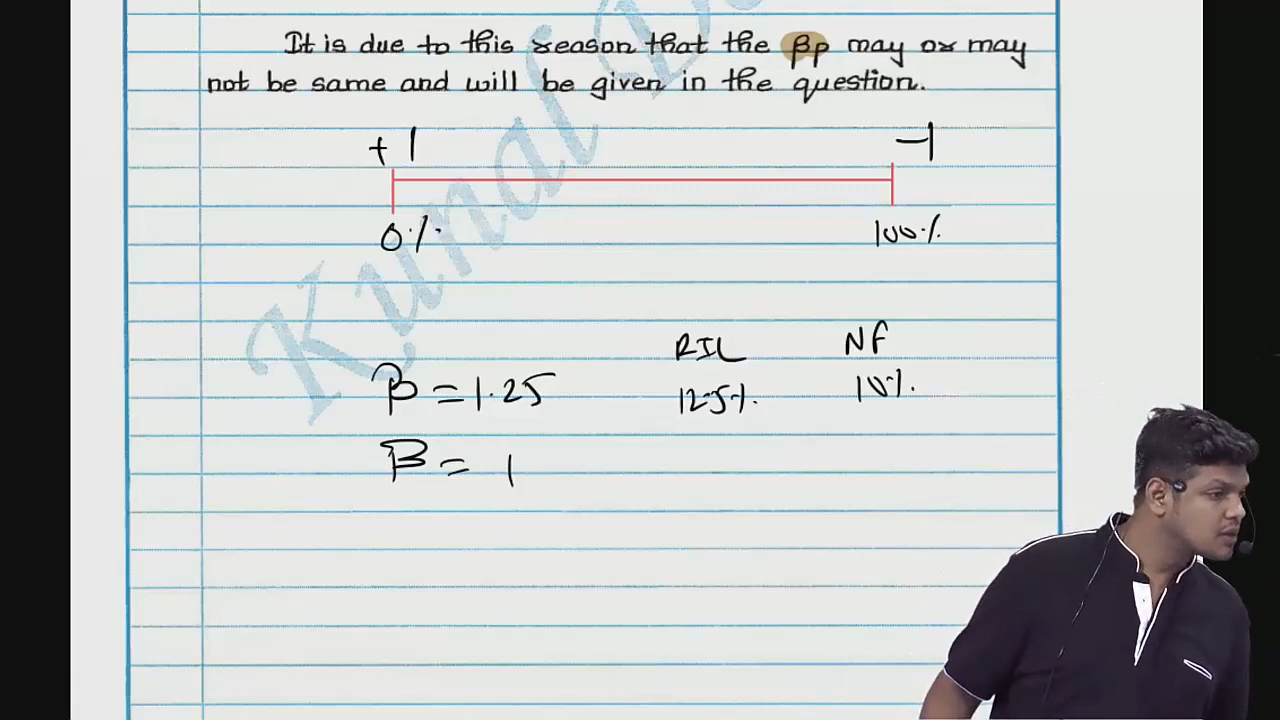 It is due to this reason that the βp may or may
not be same and will be given in the question.
+1 -1
0% 100%
RIL NF
β = 1.25 12.5% 10%
β = 1
Kunal